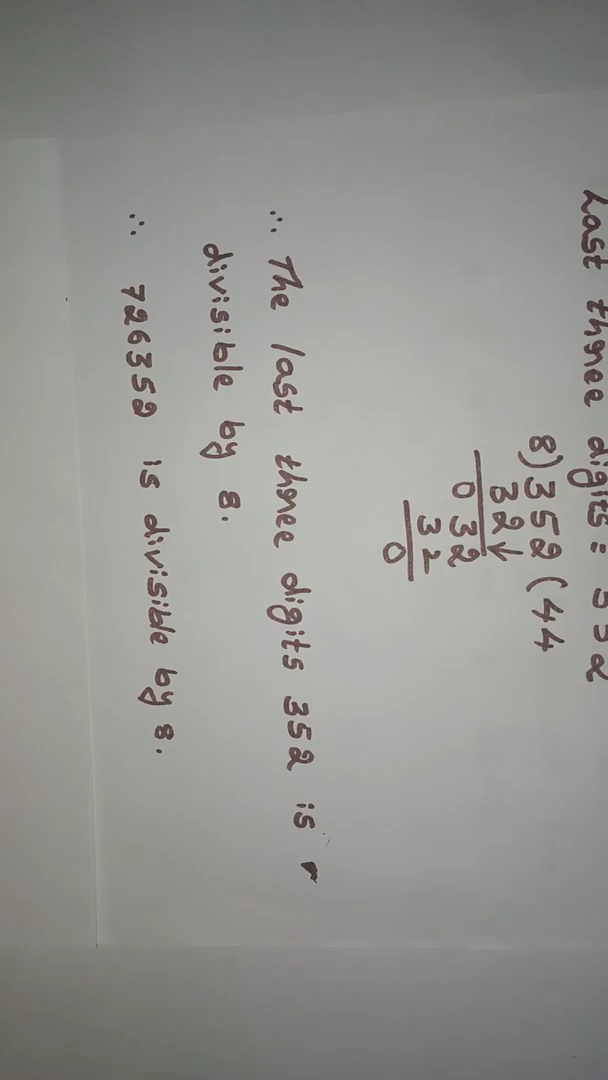 Last three digits = 352
8)352(44
32↓
032
32
0
∴ The last three digits 352 is
divisible by 8.
∴ 726352 is divisible by 8.